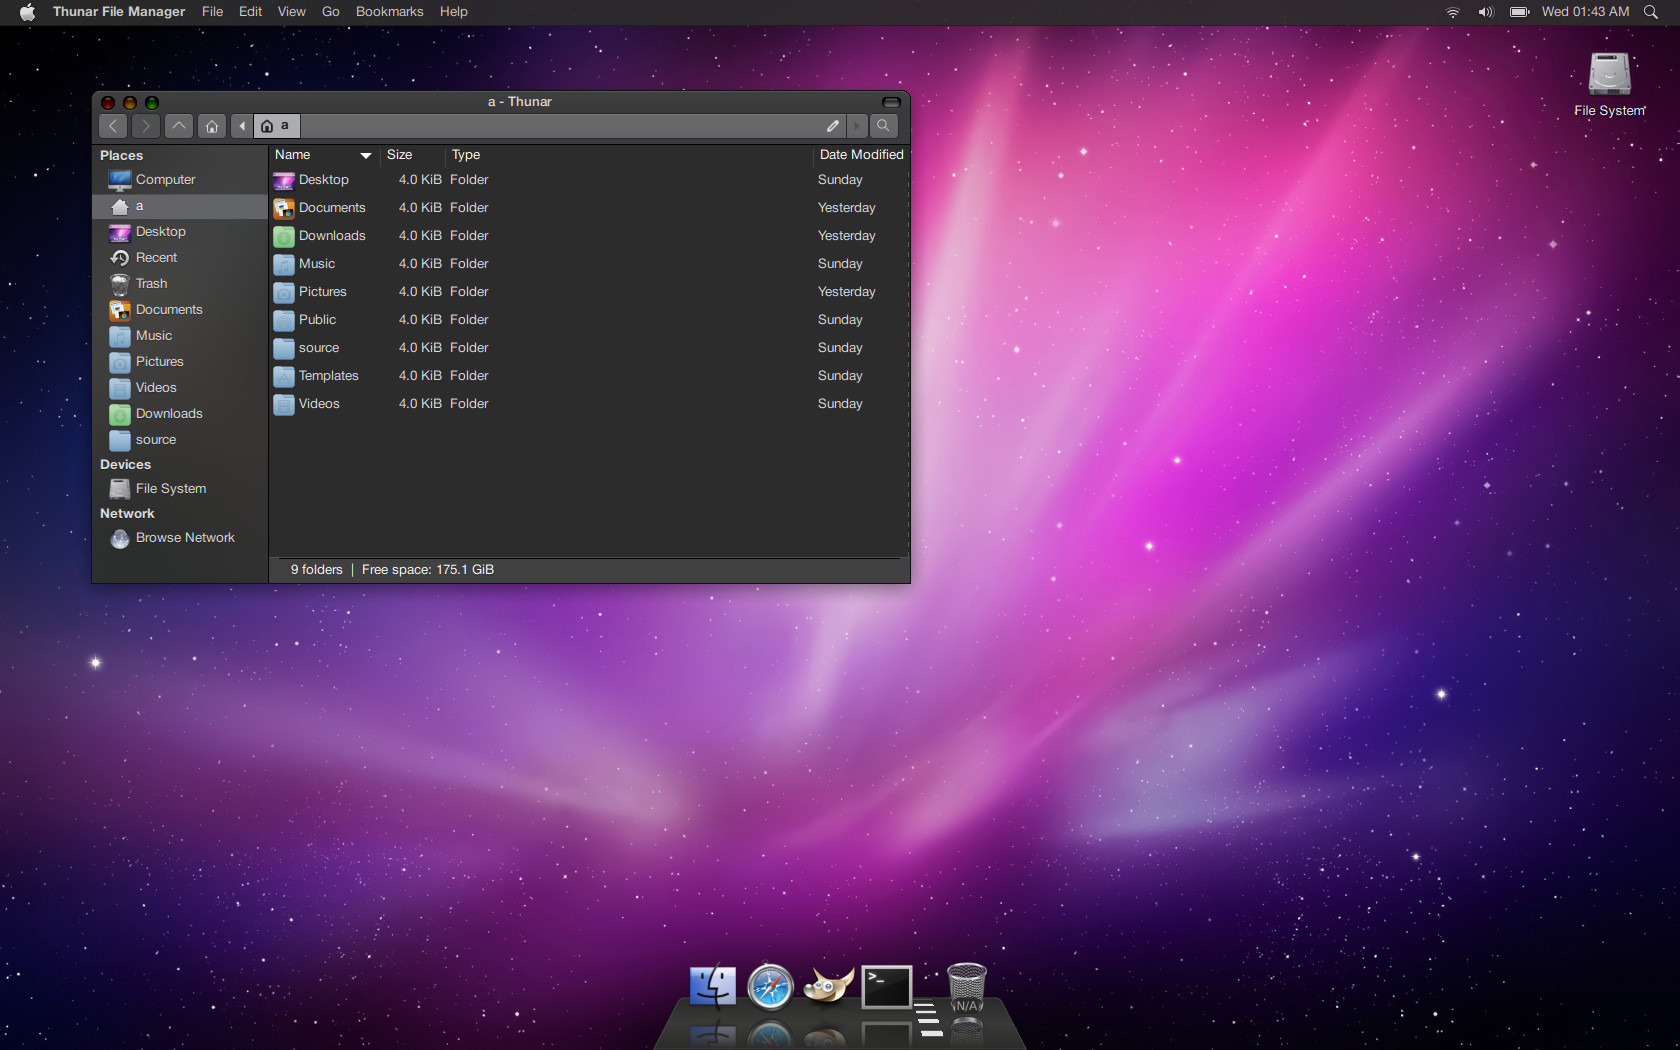 Thunar File Manager File Edit View Go Bookmarks Help Wed 01:43 AM
File System
a - Thunar
a
Places
Computer
a
Desktop
Recent
Trash
Documents
Music
Pictures
Videos
Downloads
source
Devices
File System
Network
Browse Network
Name Size Type Date Modified
Desktop 4.0 KiB Folder Sunday
Documents 4.0 KiB Folder Yesterday
Downloads 4.0 KiB Folder Yesterday
Music 4.0 KiB Folder Sunday
Pictures 4.0 KiB Folder Yesterday
Public 4.0 KiB Folder Sunday
source 4.0 KiB Folder Sunday
Templates 4.0 KiB Folder Sunday
Videos 4.0 KiB Folder Sunday
9 folders | Free space: 175.1 GiB
>_
N/A